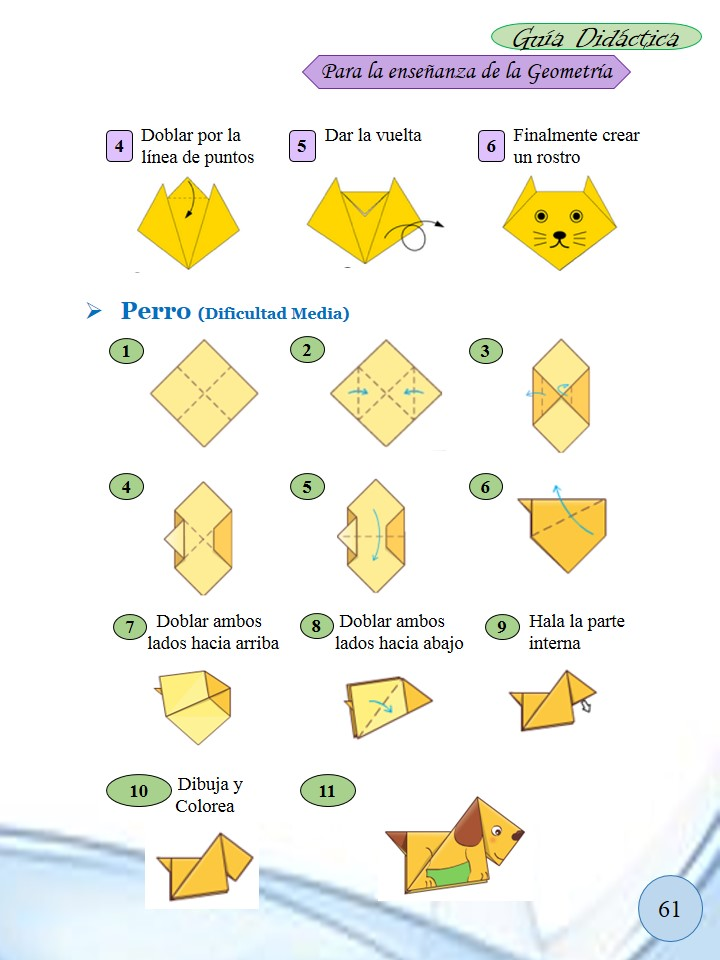 Guía Didáctica
Para la enseñanza de la Geometría
4
Doblar por la
línea de puntos
5
Dar la vuelta
6
Finalmente crear
un rostro
➢ Perro (Dificultad Media)
1
2
3
4
5
6
7
Doblar ambos
lados hacia arriba
8
Doblar ambos
lados hacia abajo
9
Hala la parte
interna
10
Dibuja y
Colorea
11
61